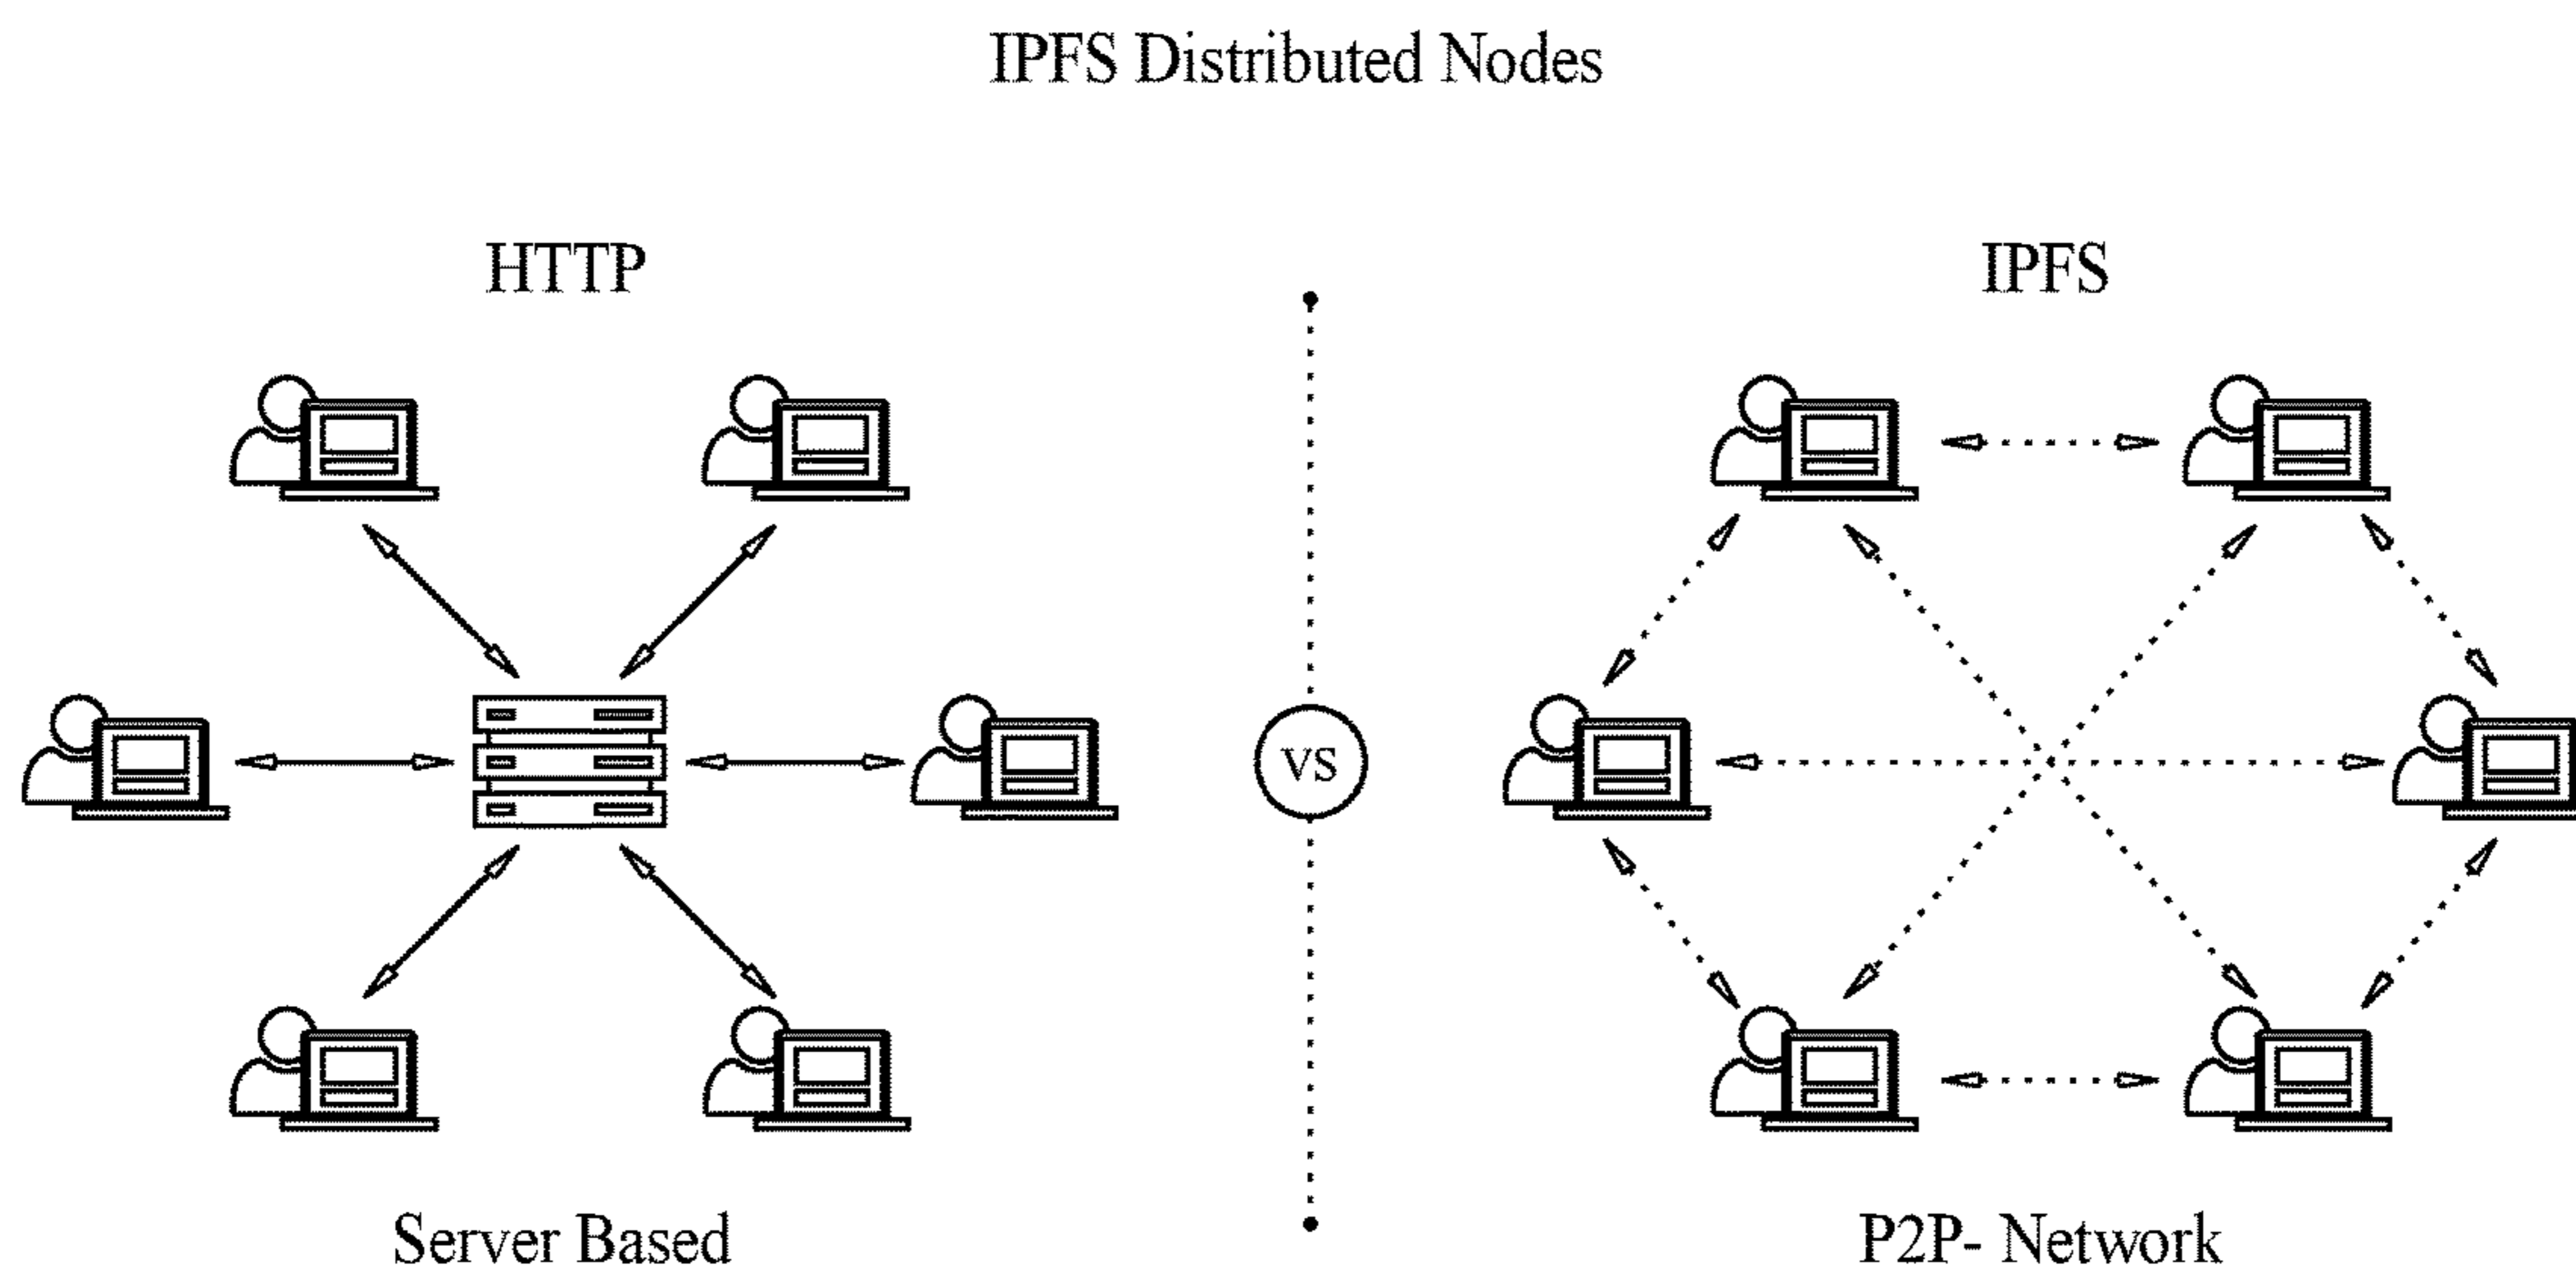 IPFS Distributed Nodes
HTTP
IPFS
VS
Server Based
P2P- Network